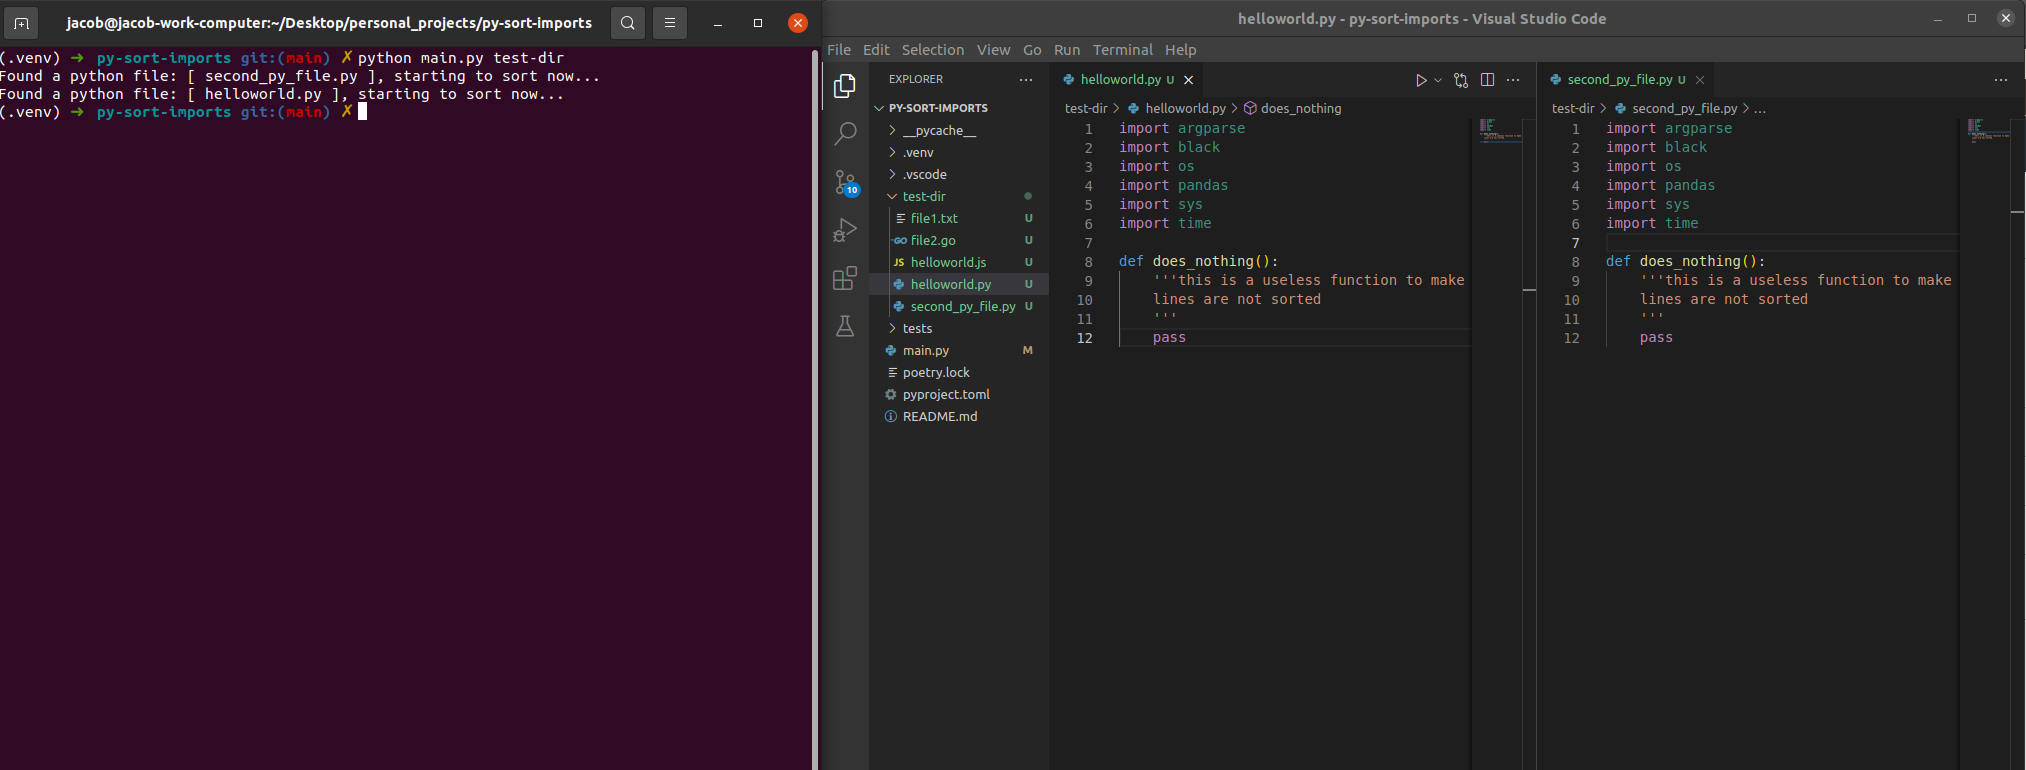 jacob@jacob-work-computer:~/Desktop/personal_projects/py-sort-imports
(.venv) ➜ py-sort-imports git:(main) ✗ python main.py test-dir
Found a python file: [ second_py_file.py ], starting to sort now...
Found a python file: [ helloworld.py ], starting to sort now...
(.venv) ➜ py-sort-imports git:(main) ✗
helloworld.py - py-sort-imports - Visual Studio Code
File Edit Selection View Go Run Terminal Help
10
EXPLORER
PY-SORT-IMPORTS
__pycache__
.venv
.vscode
test-dir
file1.txt U
GO file2.go U
JS helloworld.js U
helloworld.py U
second_py_file.py U
tests
main.py M
poetry.lock
pyproject.toml
README.md
helloworld.py U
test-dir > helloworld.py > does_nothing
1 import argparse
2 import black
3 import os
4 import pandas
5 import sys
6 import time
7
8 def does_nothing():
9 '''this is a useless function to make
10 lines are not sorted
11 '''
12 pass
second_py_file.py U
test-dir > second_py_file.py > ...
1 import argparse
2 import black
3 import os
4 import pandas
5 import sys
6 import time
7
8 def does_nothing():
9 '''this is a useless function to make
10 lines are not sorted
11 '''
12 pass